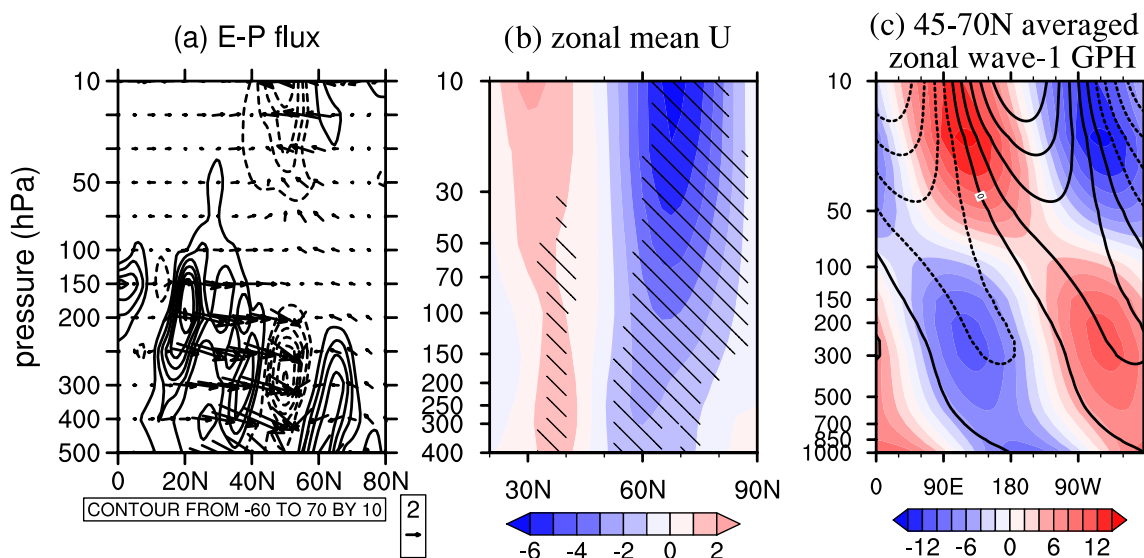 (a) E-P flux
(b) zonal mean U
(c) 45-70N averaged
zonal wave-1 GPH
pressure (hPa)
10
50
100
150
200
300
400
500
0N
20N
40N
60N
80N
CONTOUR FROM -60 TO 70 BY 10
2
10
30
50
70
100
150
200
250
300
400
30N
60N
90N
-6
-4
-2
0
2
10
50
100
150
200
300
500
700
850
1000
0
0
90E
180
90W
-12
-6
0
6
12